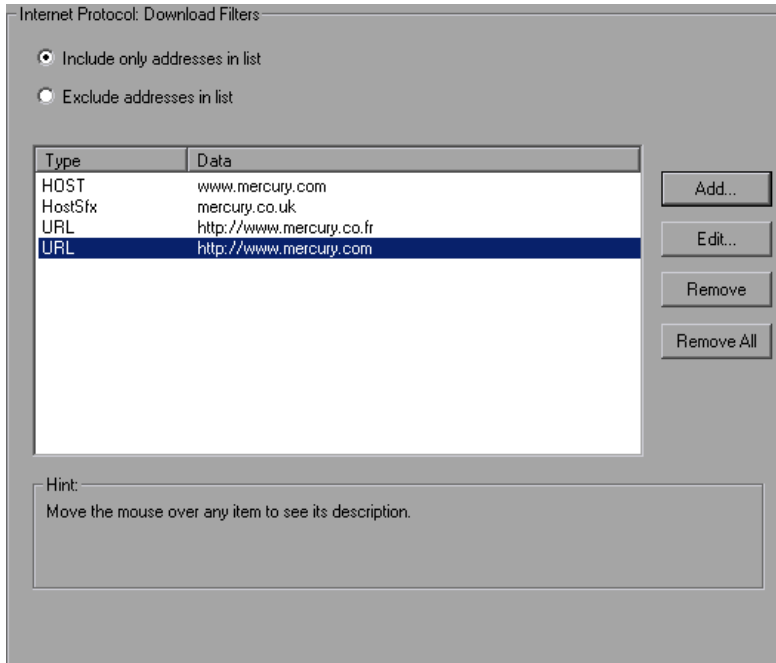 Internet Protocol: Download Filters
Include only addresses in list
Exclude addresses in list
Type Data
HOST www.mercury.com
HostSfx mercury.co.uk
URL http://www.mercury.co.fr
URL http://www.mercury.com
Add...
Edit...
Remove
Remove All
Hint:
Move the mouse over any item to see its description.